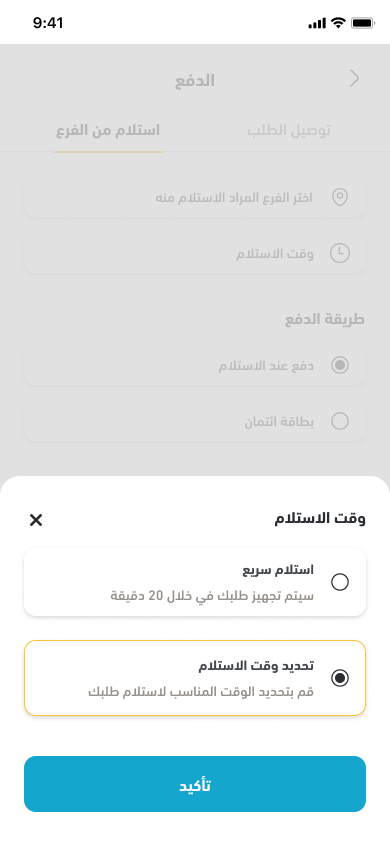 9:41
الدفع
توصيل الطلب
استلام من الفرع
اختر الفرع المراد الاستلام منه
وقت الاستلام
طريقة الدفع
دفع عند الاستلام
بطاقة ائتمان
وقت الاستلام
استلام سريع
سيتم تجهيز طلبك في خلال 20 دقيقة
تحديد وقت الاستلام
قم بتحديد الوقت المناسب لاستلام طلبك
تأكيد